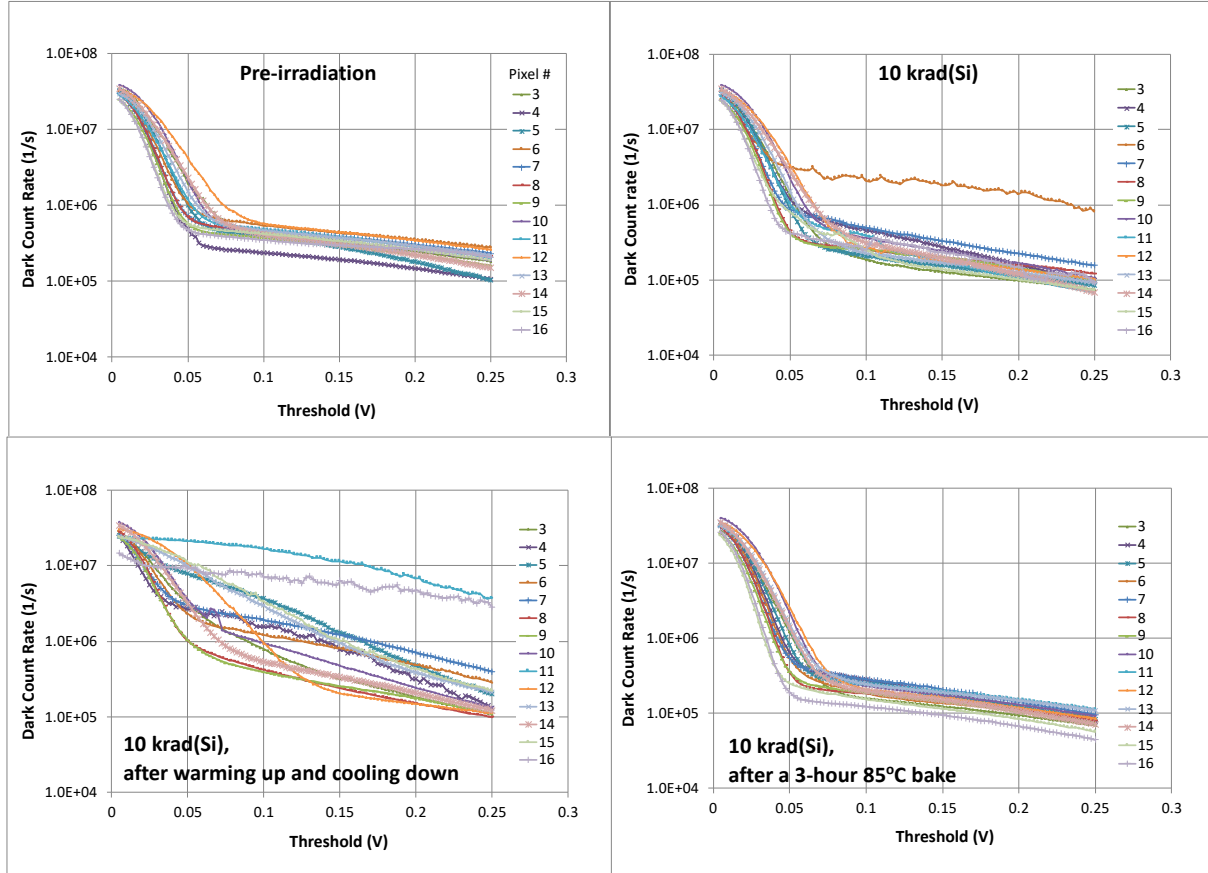 Pre-irradiation
Pixel #
1.0E+08
1.0E+07
1.0E+06
1.0E+05
1.0E+04
Dark Count Rate (1/s)
0
0.05
0.1
0.15
0.2
0.25
0.3
Threshold (V)
3
4
5
6
7
8
9
10
11
12
13
14
15
16
10 krad(Si)
1.0E+08
1.0E+07
1.0E+06
1.0E+05
1.0E+04
Dark Count rate (1/s)
0
0.05
0.1
0.15
0.2
0.25
0.3
Threshold (V)
3
4
5
6
7
8
9
10
11
12
13
14
15
16
1.0E+08
1.0E+07
1.0E+06
1.0E+05
1.0E+04
Dark Count Rate (1/s)
10 krad(Si),
after warming up and cooling down
0
0.05
0.1
0.15
0.2
0.25
0.3
Threshold (V)
3
4
5
6
7
8
9
10
11
12
13
14
15
16
1.0E+08
1.0E+07
1.0E+06
1.0E+05
1.0E+04
Dark Count Rate (1/s)
10 krad(Si),
after a 3-hour 85°C bake
0
0.05
0.1
0.15
0.2
0.25
0.3
Threshold (V)
3
4
5
6
7
8
9
10
11
12
13
14
15
16